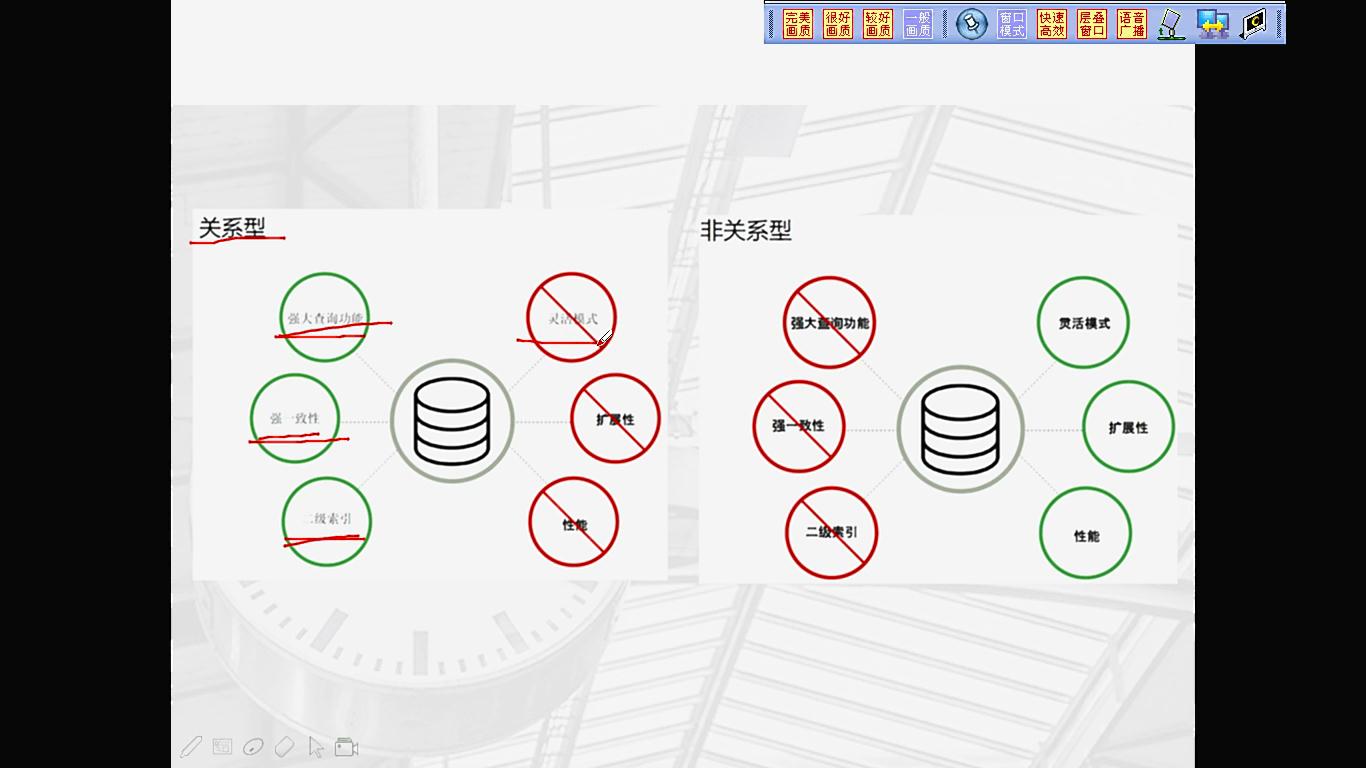 完美
画质
很好
画质
较好
画质
一般
画质
窗口
模式
快速
高效
层叠
窗口
语音
广播
关系型
强大查询功能
灵活模式
强一致性
扩展性
二级索引
性能
非关系型
强大查询功能
灵活模式
强一致性
扩展性
二级索引
性能